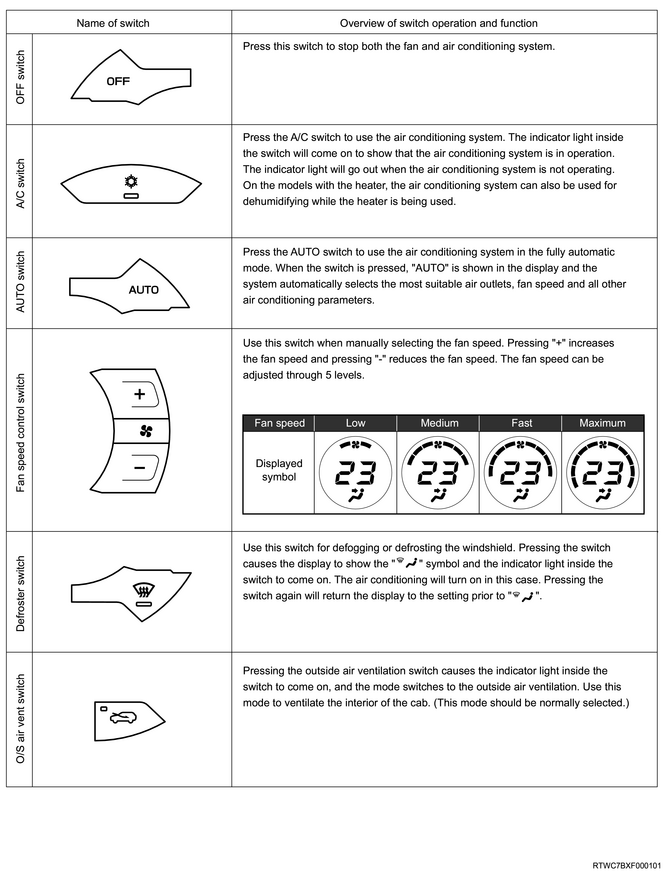 Name of switch
Overview of switch operation and function
OFF switch
OFF
Press this switch to stop both the fan and air conditioning system.
A/C switch
Press the A/C switch to use the air conditioning system. The indicator light inside
the switch will come on to show that the air conditioning system is in operation.
The indicator light will go out when the air conditioning system is not operating.
On the models with the heater, the air conditioning system can also be used for
dehumidifying while the heater is being used.
AUTO switch
AUTO
Press the AUTO switch to use the air conditioning system in the fully automatic
mode. When the switch is pressed, "AUTO" is shown in the display and the
system automatically selects the most suitable air outlets, fan speed and all other
air conditioning parameters.
Fan speed control switch
+
−
Use this switch when manually selecting the fan speed. Pressing "+" increases
the fan speed and pressing "-" reduces the fan speed. The fan speed can be
adjusted through 5 levels.
Fan speed Low Medium Fast Maximum
Displayed
symbol
23 23 23 23
Defroster switch
Use this switch for defogging or defrosting the windshield. Pressing the switch
causes the display to show the " " symbol and the indicator light inside the
switch to come on. The air conditioning will turn on in this case. Pressing the
switch again will return the display to the setting prior to " ".
O/S air vent switch
Pressing the outside air ventilation switch causes the indicator light inside the
switch to come on, and the mode switches to the outside air ventilation. Use this
mode to ventilate the interior of the cab. (This mode should be normally selected.)
RTWC7BXF000101